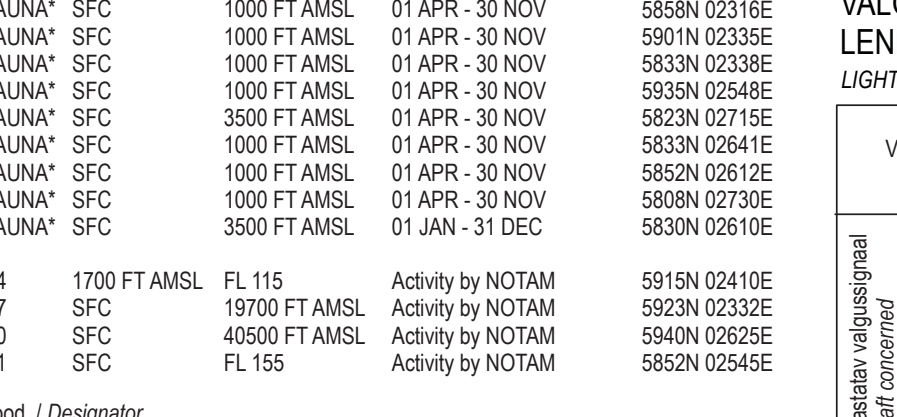 AUNA* SFC 1000 FT AMSL 01 APR - 30 NOV 5858N 02316E
AUNA* SFC 1000 FT AMSL 01 APR - 30 NOV 5901N 02335E
AUNA* SFC 1000 FT AMSL 01 APR - 30 NOV 5833N 02338E
AUNA* SFC 1000 FT AMSL 01 APR - 30 NOV 5935N 02548E
AUNA* SFC 3500 FT AMSL 01 APR - 30 NOV 5823N 02715E
AUNA* SFC 1000 FT AMSL 01 APR - 30 NOV 5833N 02641E
AUNA* SFC 1000 FT AMSL 01 APR - 30 NOV 5852N 02612E
AUNA* SFC 1000 FT AMSL 01 APR - 30 NOV 5808N 02730E
AUNA* SFC 3500 FT AMSL 01 JAN - 31 DEC 5830N 02610E
4 1700 FT AMSL FL 115 Activity by NOTAM 5915N 02410E
7 SFC 19700 FT AMSL Activity by NOTAM 5923N 02332E
0 SFC 40500 FT AMSL Activity by NOTAM 5940N 02625E
1 SFC FL 155 Activity by NOTAM 5852N 02545E
ood / Designator
VALG
LEN
LIGHT
V
astatav valgussignaal
aft concerned